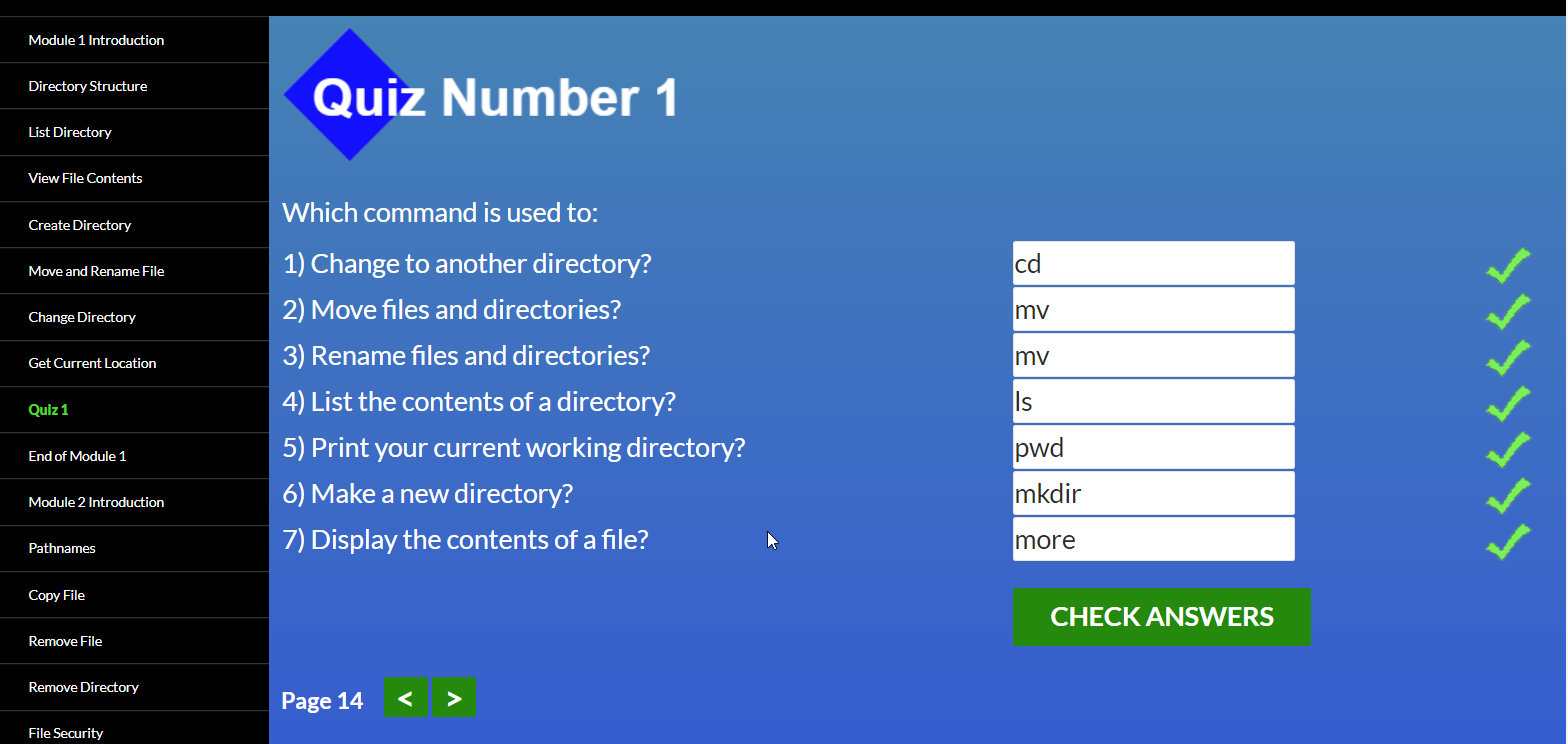 Module 1 Introduction
Directory Structure
List Directory
View File Contents
Create Directory
Move and Rename File
Change Directory
Get Current Location
Quiz 1
End of Module 1
Module 2 Introduction
Pathnames
Copy File
Remove File
Remove Directory
File Security
Quiz Number 1
Which command is used to:
1) Change to another directory? cd
2) Move files and directories? mv
3) Rename files and directories? mv
4) List the contents of a directory? ls
5) Print your current working directory? pwd
6) Make a new directory? mkdir
7) Display the contents of a file? more
CHECK ANSWERS
Page 14 < >